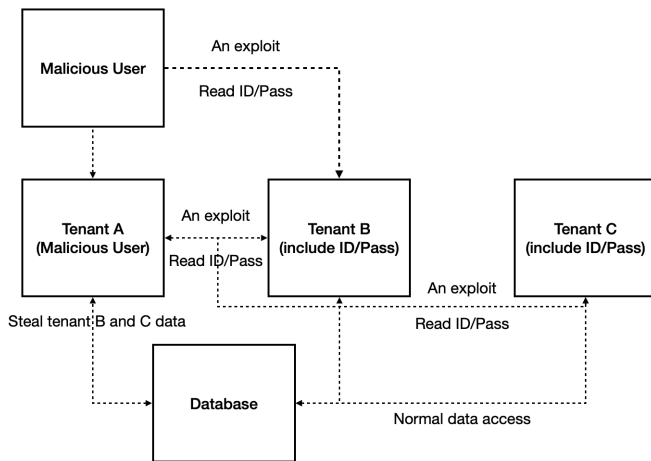 An exploit
Malicious User
Read ID/Pass
Tenant A
(Malicious User)
An exploit
Read ID/Pass
Tenant B
(include ID/Pass)
Tenant C
(include ID/Pass)
An exploit
Read ID/Pass
Steal tenant B and C data
Database
Normal data access